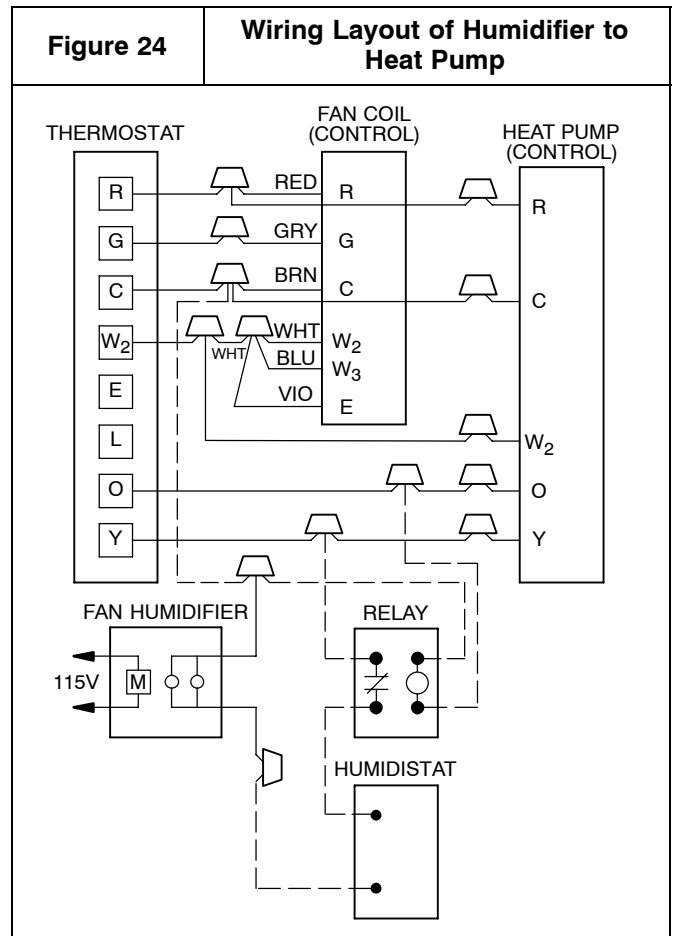 Figure 24
Wiring Layout of Humidifier to
Heat Pump
THERMOSTAT
FAN COIL
(CONTROL)
HEAT PUMP
(CONTROL)
R
RED
R
R
G
GRY
G
C
BRN
C
C
W2
WHT
WHT
W2
BLU
W3
E
VIO
E
L
W2
O
O
Y
Y
FAN HUMIDIFIER
RELAY
115V
M
HUMIDISTAT